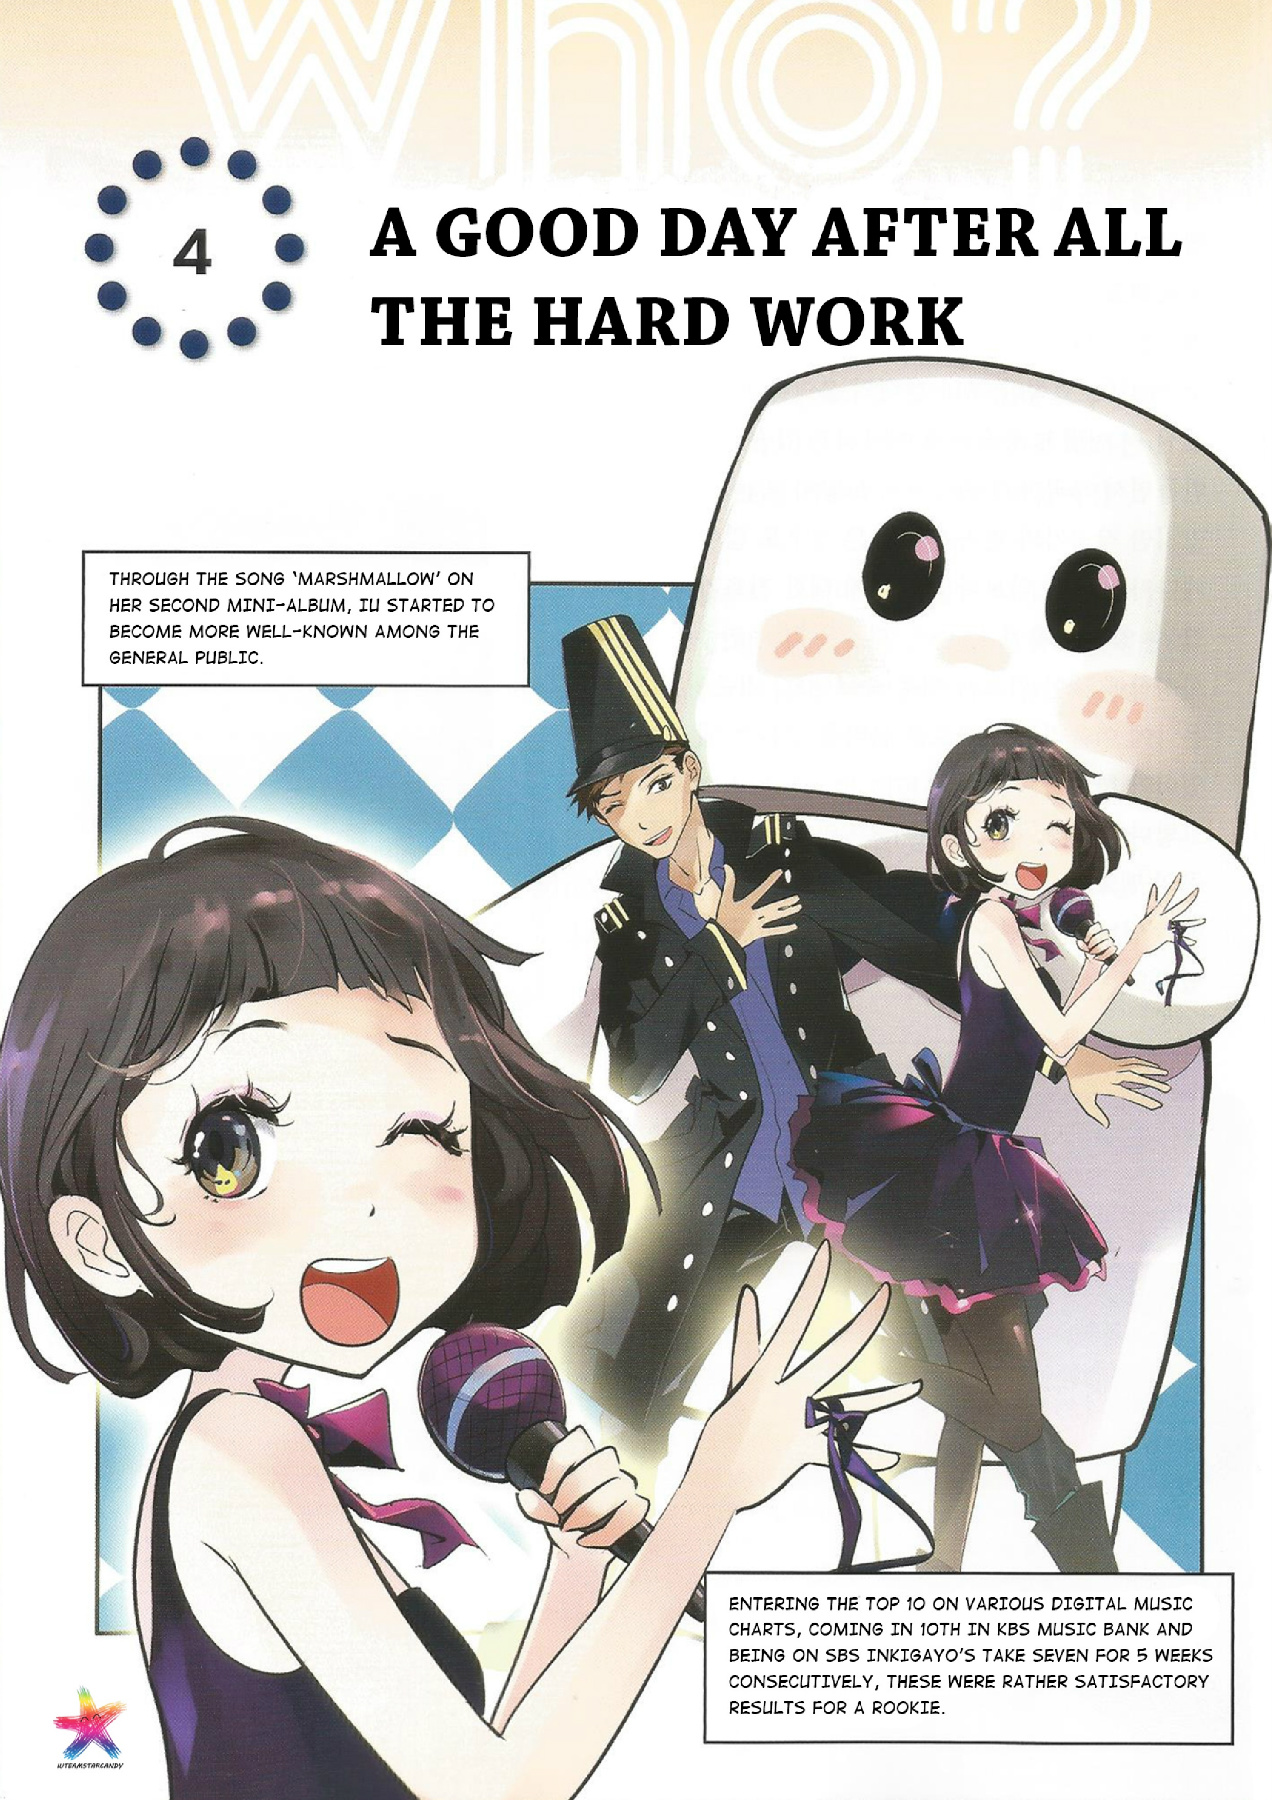 Who?
4
A GOOD DAY AFTER ALL
THE HARD WORK
THROUGH THE SONG ‘MARSHMALLOW’ ON
HER SECOND MINI-ALBUM, IU STARTED TO
BECOME MORE WELL-KNOWN AMONG THE
GENERAL PUBLIC.
ENTERING THE TOP 10 ON VARIOUS DIGITAL MUSIC
CHARTS, COMING IN 10TH IN KBS MUSIC BANK AND
BEING ON SBS INKIGAYO’S TAKE SEVEN FOR 5 WEEKS
CONSECUTIVELY, THESE WERE RATHER SATISFACTORY
RESULTS FOR A ROOKIE.
IUTEAMSTARCANDY